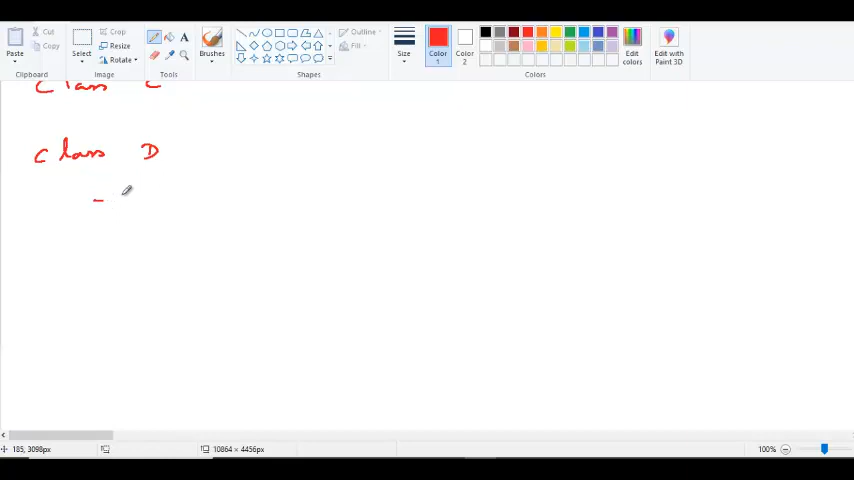 Cut
Copy
Paste
Clipboard
Select
Crop
Resize
Rotate
Image
A
Tools
Brushes
Outline
Fill
Shapes
Size
Color
1
Color
2
Edit
colors
Colors
Edit with
Paint 3D
Class C
Class D
-
185, 3098px
10864 × 4456px
100%